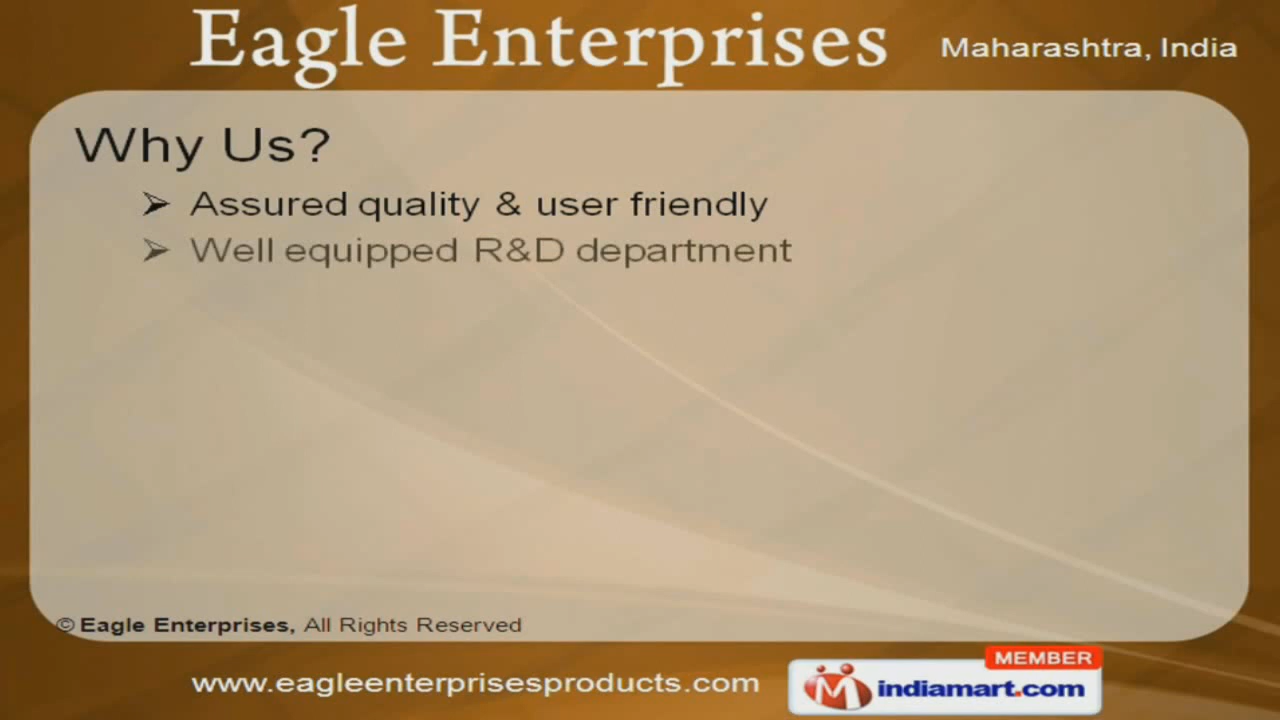 Eagle Enterprises
Maharashtra, India
Why Us?
➢ Assured quality & user friendly
➢ Well equipped R&D department
© Eagle Enterprises, All Rights Reserved
www.eagleenterprisesproducts.com
MEMBER
indiamart.com